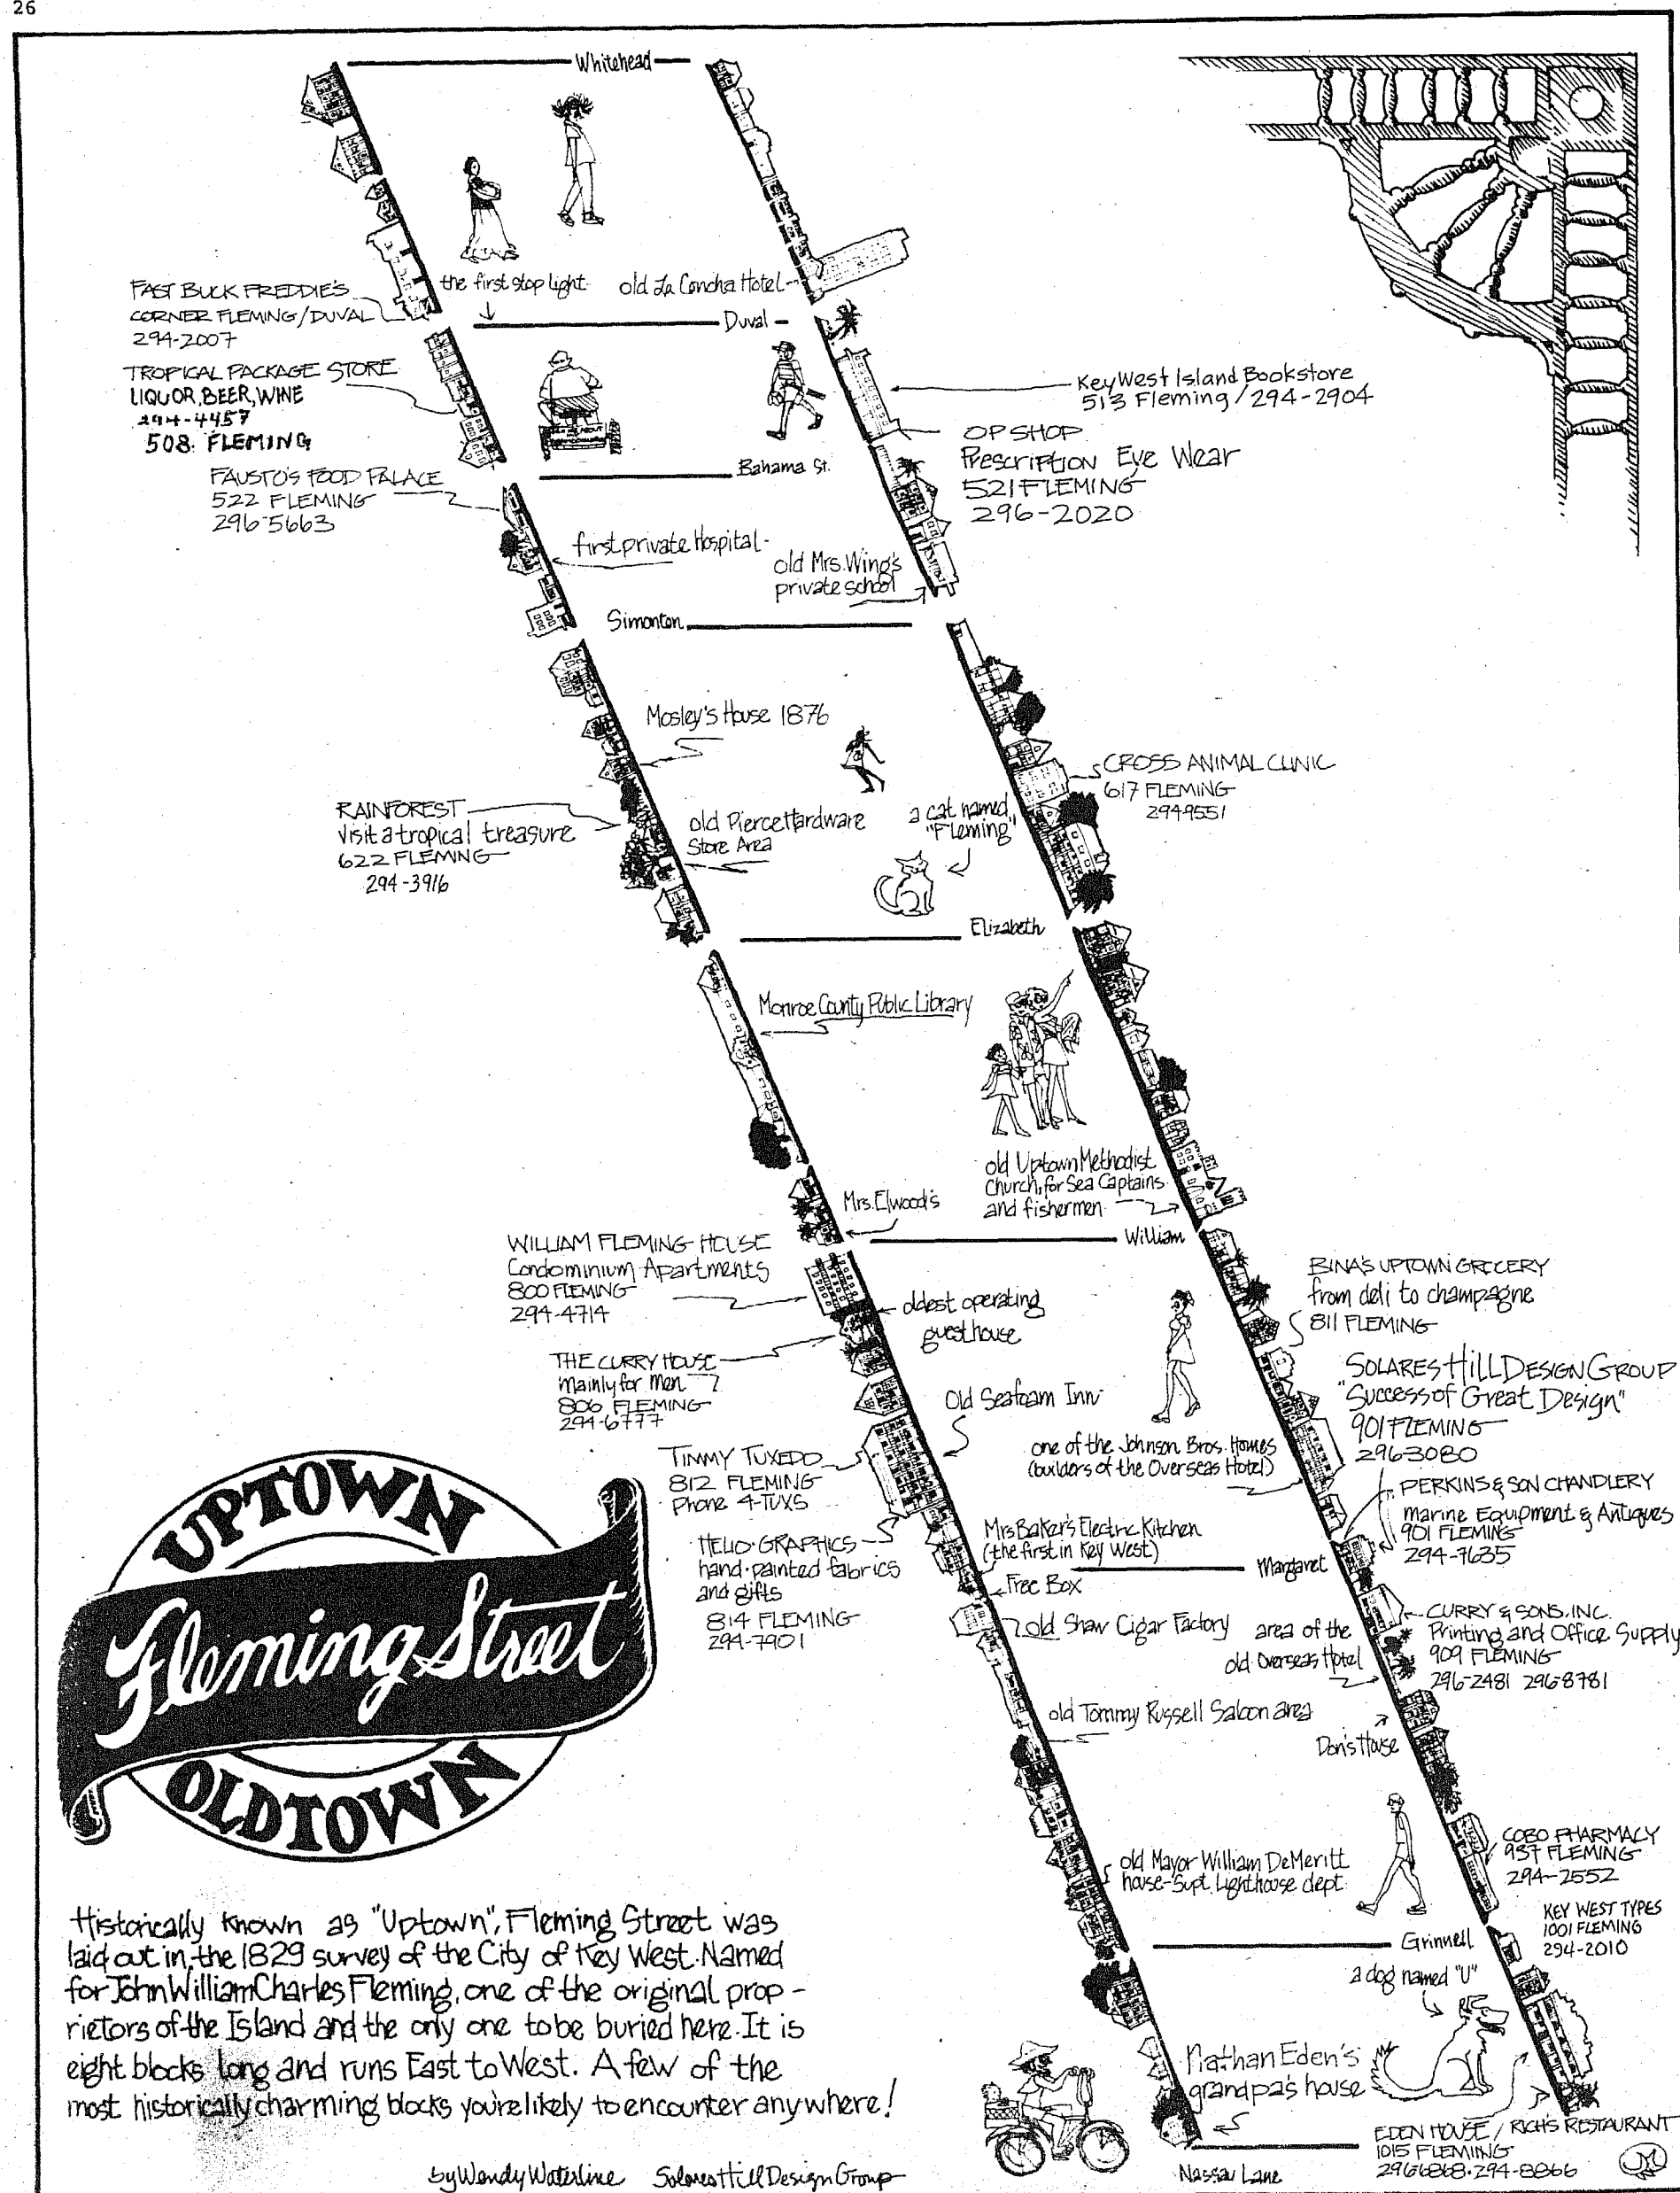 26
Whitehead
the first stop light
old La Concha Hotel
FAST BUCK FREDDIE'S
CORNER FLEMING/DUVAL
294-2007
Duval
TROPICAL PACKAGE STORE
LIQUOR, BEER, WINE
294-4457
508 FLEMING
Key West Island Bookstore
513 Fleming / 294-2904
OP SHOP
Prescription Eye Wear
521 FLEMING
296-2020
Bahama St.
FAUSTO'S FOOD PALACE
522 FLEMING
296-5663
first private Hospital
old Mrs. Wing's
private school
Simonton
Mosley's House 1876
CROSS ANIMAL CLINIC
617 FLEMING
294-9551
RAINFOREST
Visit a tropical treasure
622 FLEMING
294-3916
old Pierce Hardware
Store Area
a cat named
"Fleming"
Elizabeth
Monroe County Public Library
old Uptown Methodist
Church, for Sea Captains
and fishermen
Mrs. Elwood's
William
WILLIAM FLEMING HOUSE
Condominium Apartments
800 FLEMING
294-4714
oldest operating
guest house
BINA'S UPTOWN GROCERY
from deli to champagne
811 FLEMING
THE CURRY HOUSE
mainly for men
806 FLEMING
294-6777
Old Seafoam Inn
SOLARES HILL DESIGN GROUP
"Success of Great Design"
901 FLEMING
296-3080
TIMMY TUXEDO
812 FLEMING
Phone 4-TUXS
one of the Johnson Bros. Homes
(builders of the Overseas Hotel)
PERKINS & SON CHANDLERY
marine Equipment & Antiques
901 FLEMING
294-7635
HELIO-GRAPHICS
hand-painted fabrics
and gifts
814 FLEMING
294-7901
Mrs Baker's Electric Kitchen
(the first in Key West)
Margaret
Free Box
old Shaw Cigar Factory
area of the
old Overseas Hotel
CURRY & SONS, INC.
Printing and Office Supply
909 FLEMING
296-2481 296-8781
old Tommy Russell Saloon area
Don's House
UPTOWN
Fleming Street
OLDTOWN
old Mayor William DeMeritt
house-Supt. Lighthouse dept.
COBO PHARMACY
937 FLEMING
294-2552
Grinnell
KEY WEST TYPES
1001 FLEMING
294-2010
a dog named "U"
Nathan Eden's
grandpa's house
EDEN HOUSE / RICH'S RESTAURANT
1015 FLEMING
296-6868 · 294-8866
Nassau Lane
Historically known as "Uptown", Fleming Street was
laid out in the 1829 survey of the City of Key West. Named
for John William Charles Fleming, one of the original prop-
rietors of the Island and the only one to be buried here. It is
eight blocks long and runs East to West. A few of the
most historically charming blocks you're likely to encounter anywhere!
by Wendy Waterline Solares Hill Design Group